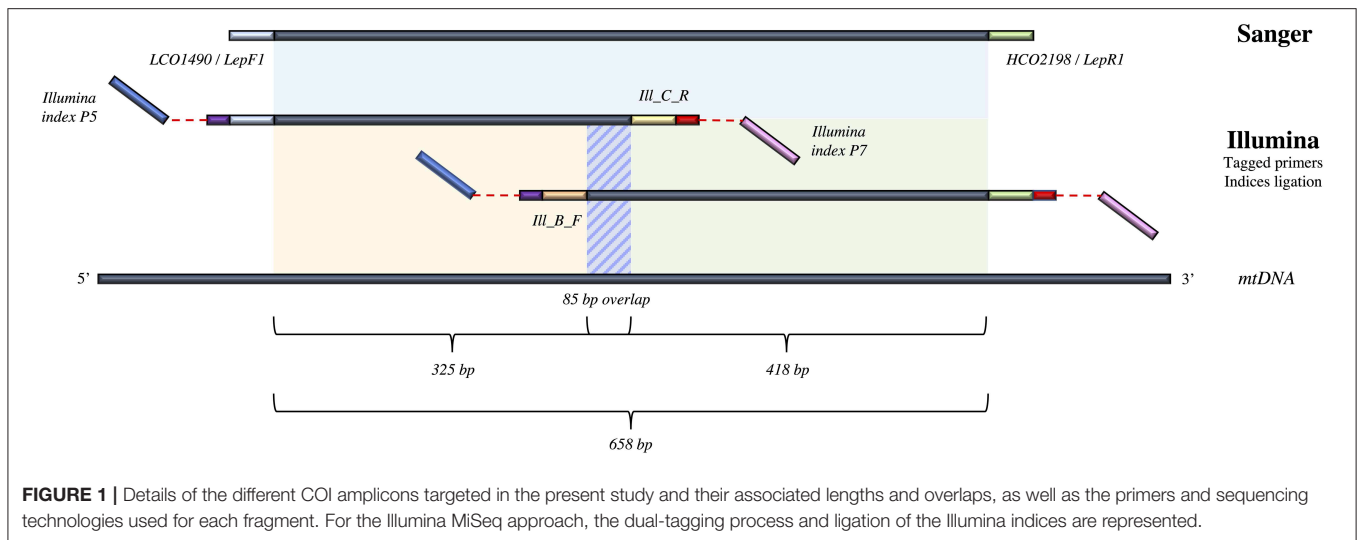 Sanger
LCO1490 / LepF1
HCO2198 / LepR1
Illumina
index P5
Ill_C_R
Illumina
index P7
Illumina
Tagged primers
Indices ligation
Ill_B_F
5’
3’
mtDNA
85 bp overlap
325 bp
418 bp
658 bp
FIGURE 1 | Details of the different COI amplicons targeted in the present study and their associated lengths and overlaps, as well as the primers and sequencing
technologies used for each fragment. For the Illumina MiSeq approach, the dual-tagging process and ligation of the Illumina indices are represented.